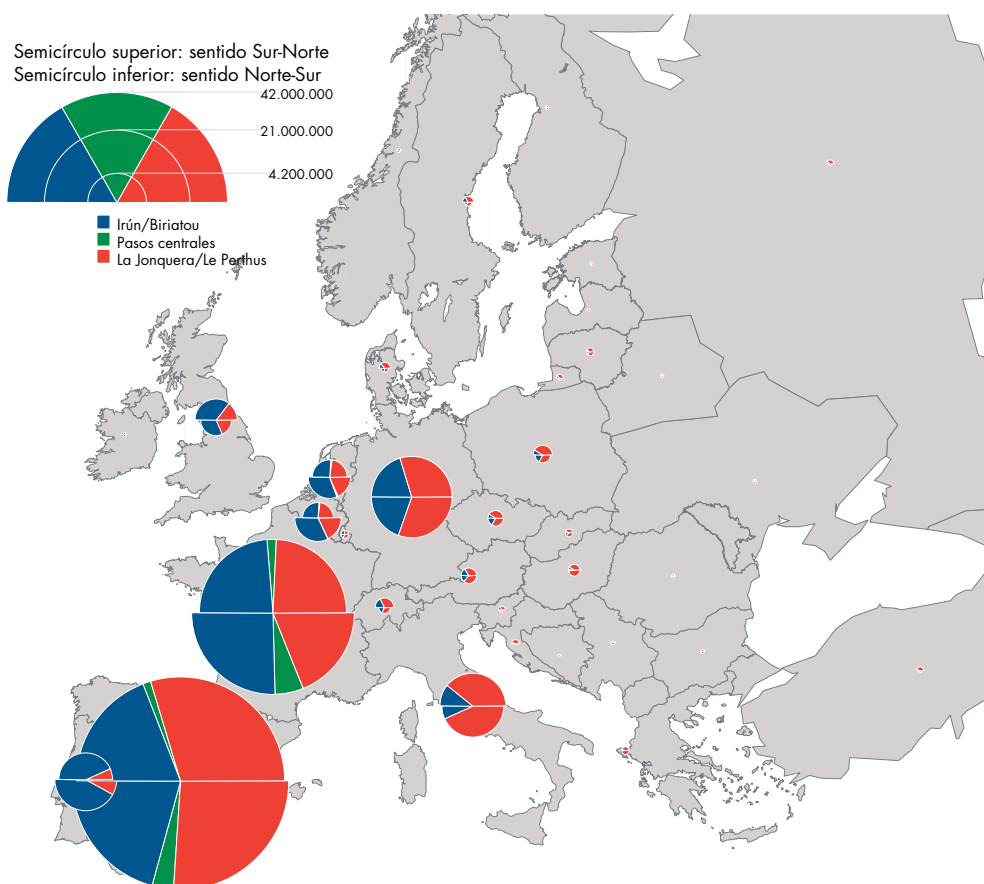 Semicírculo superior: sentido Sur-Norte
Semicírculo inferior: sentido Norte-Sur
42.000.000
21.000.000
4.200.000
Irún/Biriatou
Pasos centrales
La Jonquera/Le Perthus